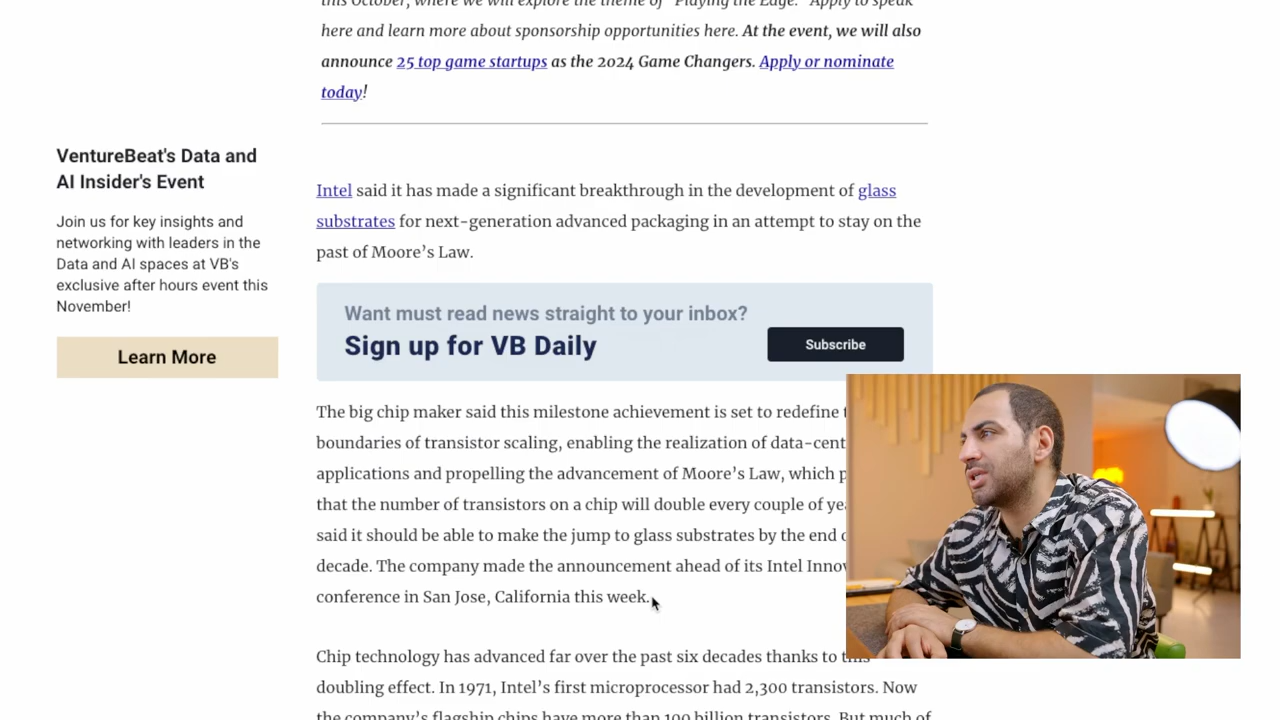 this October, where we will explore the theme of "Playing the Edge." Apply to speak
here and learn more about sponsorship opportunities here. At the event, we will also
announce 25 top game startups as the 2024 Game Changers. Apply or nominate
today!
VentureBeat's Data and
AI Insider's Event
Join us for key insights and
networking with leaders in the
Data and AI spaces at VB's
exclusive after hours event this
November!
Learn More
Intel said it has made a significant breakthrough in the development of glass
substrates for next-generation advanced packaging in an attempt to stay on the
past of Moore’s Law.
Want must read news straight to your inbox?
Sign up for VB Daily
Subscribe
The big chip maker said this milestone achievement is set to redefine
boundaries of transistor scaling, enabling the realization of data-cent
applications and propelling the advancement of Moore’s Law, which p
that the number of transistors on a chip will double every couple of ye
said it should be able to make the jump to glass substrates by the end
decade. The company made the announcement ahead of its Intel Innov
conference in San Jose, California this week.
Chip technology has advanced far over the past six decades thanks to this
doubling effect. In 1971, Intel’s first microprocessor had 2,300 transistors. Now
the company’s flagship chips have more than 100 billion transistors. But much of